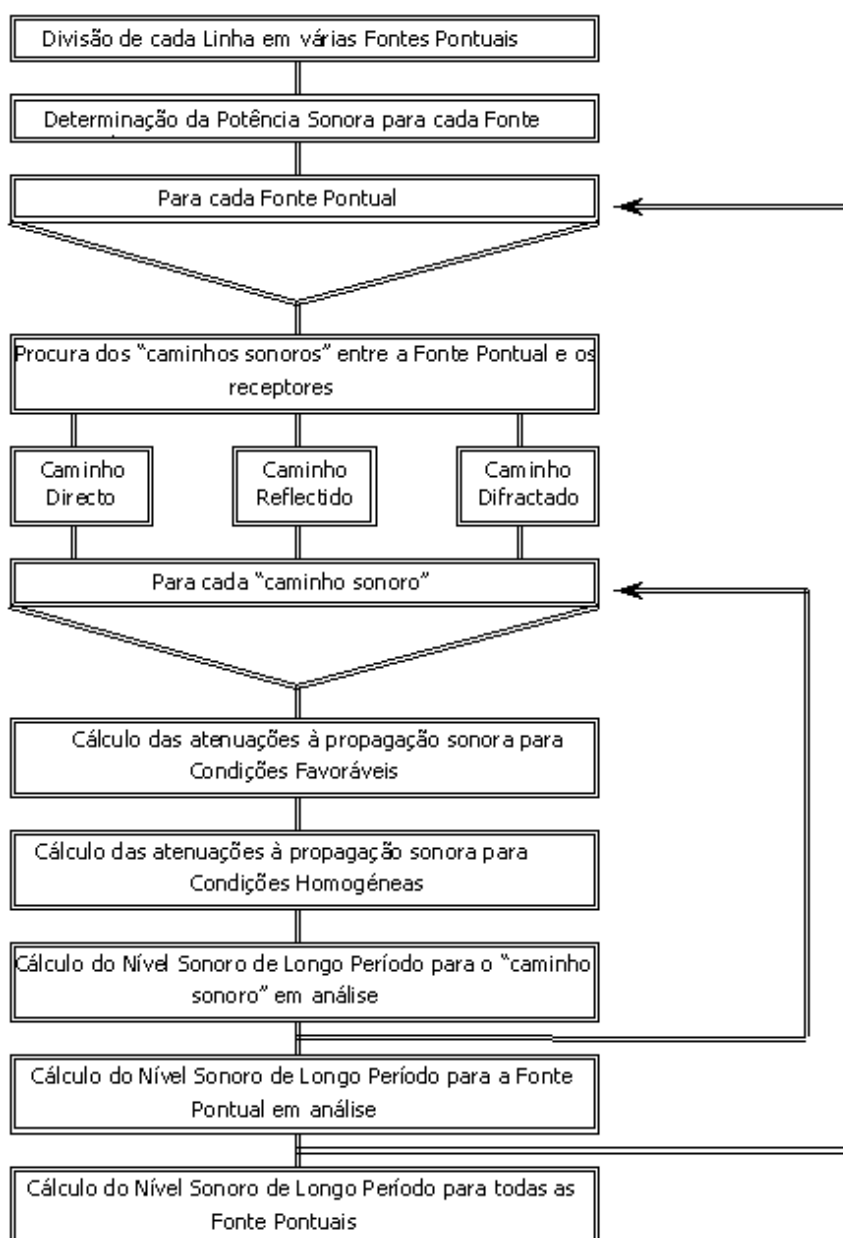 Divisão de cada Linha em várias Fontes Pontuais
Determinação da Potência Sonora para cada Fonte
Para cada Fonte Pontual
Procura dos “caminhos sonoros” entre a Fonte Pontual e os
receptores
Caminho
Directo
Caminho
Reflectido
Caminho
Difractado
Para cada “caminho sonoro”
Cálculo das atenuações à propagação sonora para
Condições Favoráveis
Cálculo das atenuações à propagação sonora para
Condições Homogéneas
Cálculo do Nível Sonoro de Longo Período para o “caminho
sonoro” em análise
Cálculo do Nível Sonoro de Longo Período para a Fonte
Pontual em análise
Cálculo do Nível Sonoro de Longo Período para todas as
Fonte Pontuais